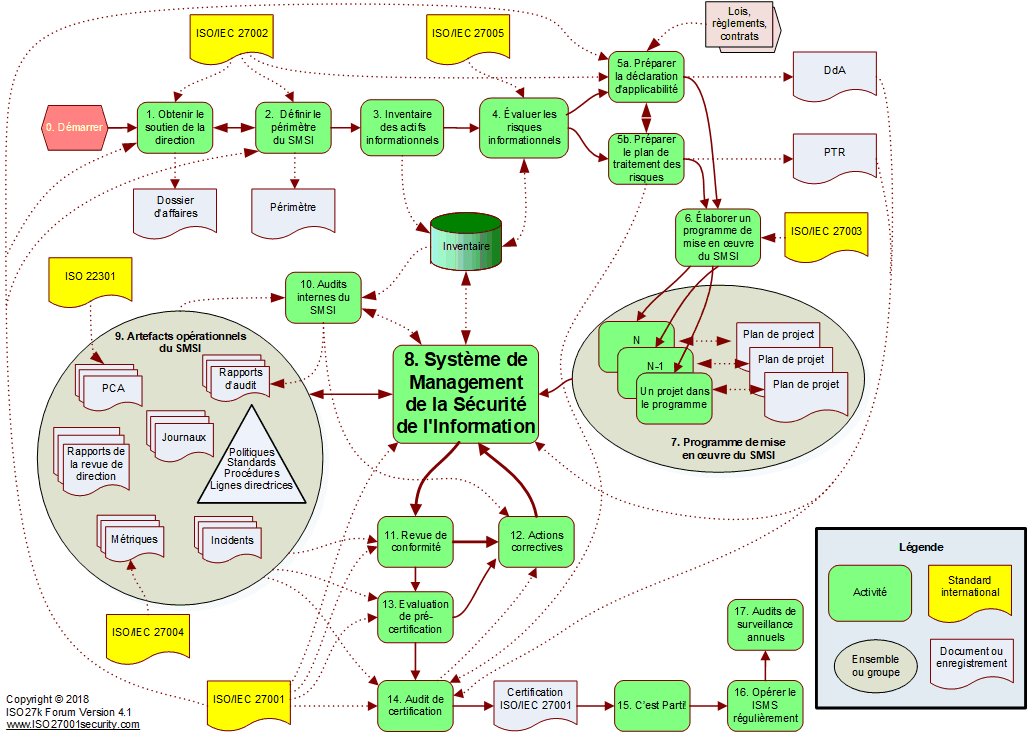 ISO/IEC 27002
ISO/IEC 27005
Lois,
règlements,
contrats
0. Démarrer
1. Obtenir le
soutien de la
direction
2. Définir le
périmètre
du SMSI
3. Inventaire
des actifs
informationnels
4. Évaluer les
risques
informationnels
5a. Préparer
la déclaration
d'applicabilité
DdA
5b. Préparer
le plan de
traitement des
risques
PTR
Dossier
d'affaires
Périmètre
Inventaire
6. Élaborer un
programme de
mise en œuvre
du SMSI
ISO/IEC 27003
ISO 22301
10. Audits
internes du
SMSI
9. Artefacts opérationnels
du SMSI
PCA
Rapports
d'audit
Journaux
Rapports de
la revue de
direction
Politiques
Standards
Procédures
Lignes directrices
Métriques
Incidents
8. Système de
Management
de la Sécurité
de l'Information
N
N-1
Un projet dans
le programme
Plan de project
Plan de projet
Plan de projet
7. Programme de mise
en œuvre du SMSI
11. Revue de
conformité
12. Actions
correctives
13. Evaluation
de pré-
certification
ISO/IEC 27004
ISO/IEC 27001
14. Audit de
certification
Certification
ISO/IEC 27001
15. C'est Parti!
16. Opérer le
ISMS
régulièrement
17. Audits de
surveillance
annuels
Légende
Activité
Standard
international
Ensemble
ou groupe
Document ou
enregistrement
Copyright © 2018
ISO27k Forum Version 4.1
www.ISO27001security.com